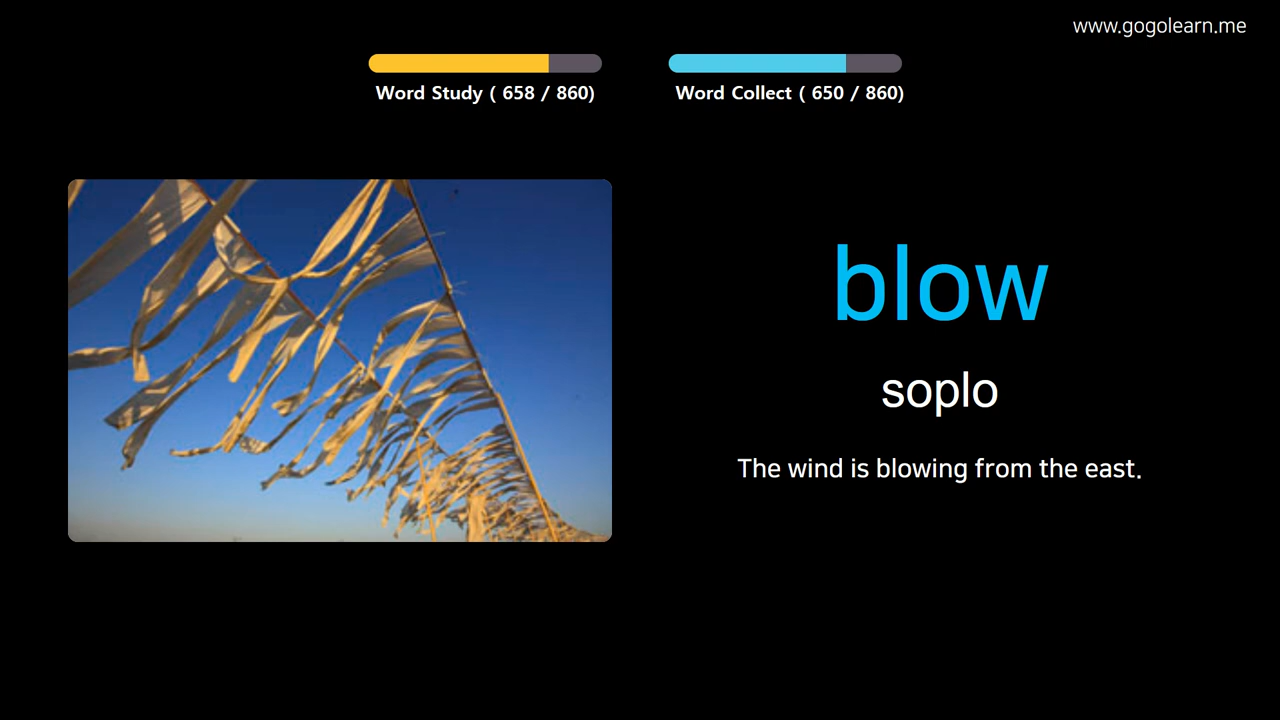 www.gogolearn.me
Word Study ( 658 / 860)
Word Collect ( 650 / 860)
blow
soplo
The wind is blowing from the east.